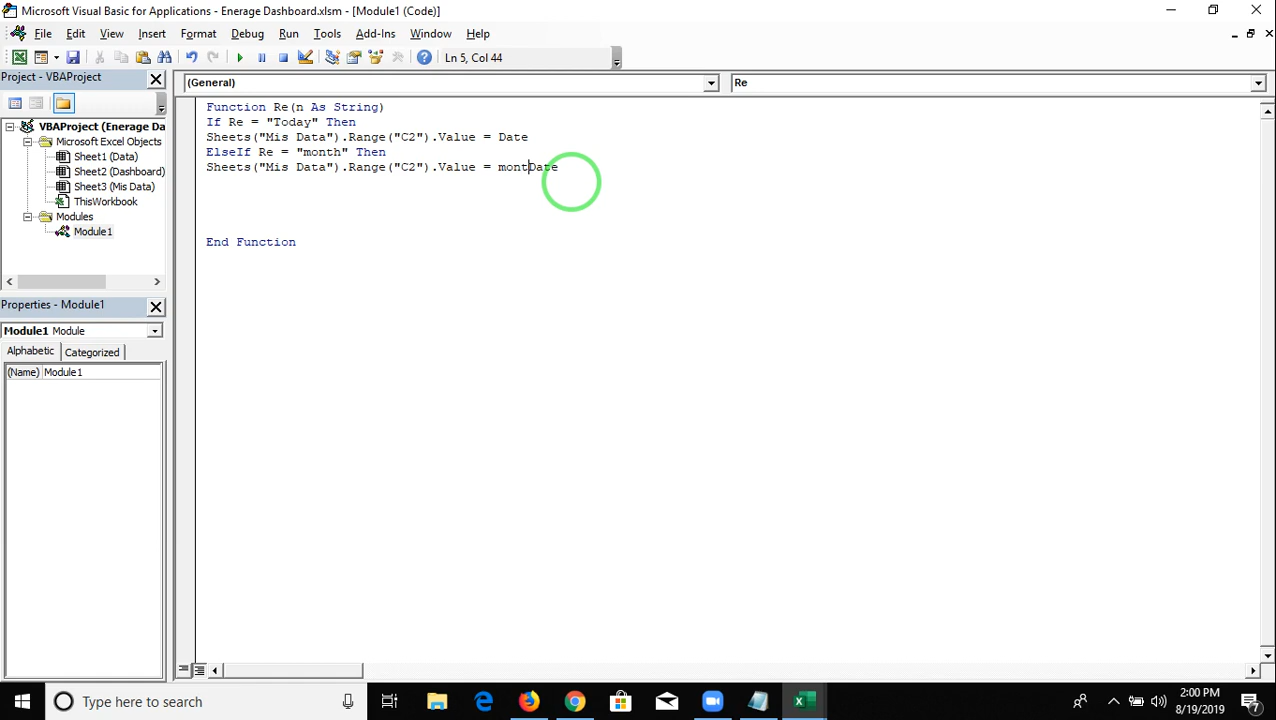 Microsoft Visual Basic for Applications - Enerage Dashboard.xlsm - [Module1 (Code)]
File Edit View Insert Format Debug Run Tools Add-Ins Window Help
Ln 5, Col 44
Project - VBAProject
(General)
Re
VBAProject (Enerage Da
Microsoft Excel Objects
Sheet1 (Data)
Sheet2 (Dashboard)
Sheet3 (Mis Data)
ThisWorkbook
Modules
Module1
Function Re(n As String)
If Re = "Today" Then
Sheets("Mis Data").Range("C2").Value = Date
ElseIf Re = "month" Then
Sheets("Mis Data").Range("C2").Value = montDate
End Function
Properties - Module1
Module1 Module
Alphabetic Categorized
(Name) Module1
Type here to search
2:00 PM
8/19/2019
7